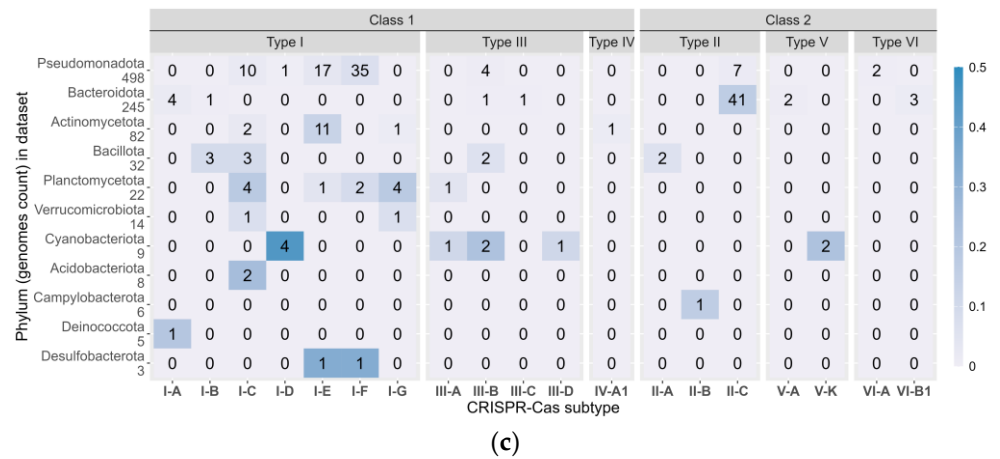 Class 1 Class 2
Type I Type III Type IV Type II Type V Type VI
Phylum (genomes count) in dataset
Pseudomonadota 0 0 10 1 17 35 0 0 4 0 0 0 0 0 7 0 0 2 0
498
Bacteroidota 4 1 0 0 0 0 0 0 1 1 0 0 0 0 41 2 0 0 3
245
Actinomycetota 0 0 2 0 11 0 1 0 0 0 0 1 0 0 0 0 0 0 0
82
Bacillota 0 3 3 0 0 0 0 0 2 0 0 0 2 0 0 0 0 0 0
32
Planctomycetota 0 0 4 0 1 2 4 1 0 0 0 0 0 0 0 0 0 0 0
22
Verrucomicrobiota 0 0 1 0 0 0 1 0 0 0 0 0 0 0 0 0 0 0 0
14
Cyanobacteriota 0 0 0 4 0 0 0 1 2 0 1 0 0 0 0 0 2 0 0
9
Acidobacteriota 0 0 2 0 0 0 0 0 0 0 0 0 0 0 0 0 0 0 0
8
Campylobacterota 0 0 0 0 0 0 0 0 0 0 0 0 0 1 0 0 0 0 0
6
Deinococcota 1 0 0 0 0 0 0 0 0 0 0 0 0 0 0 0 0 0 0
5
Desulfobacterota 0 0 0 0 1 1 0 0 0 0 0 0 0 0 0 0 0 0 0
3
I-A I-B I-C I-D I-E I-F I-G III-A III-B III-C III-D IV-A1 II-A II-B II-C V-A V-K VI-A VI-B1
CRISPR-Cas subtype
0.5
0.4
0.3
0.2
0.1
0
(c)